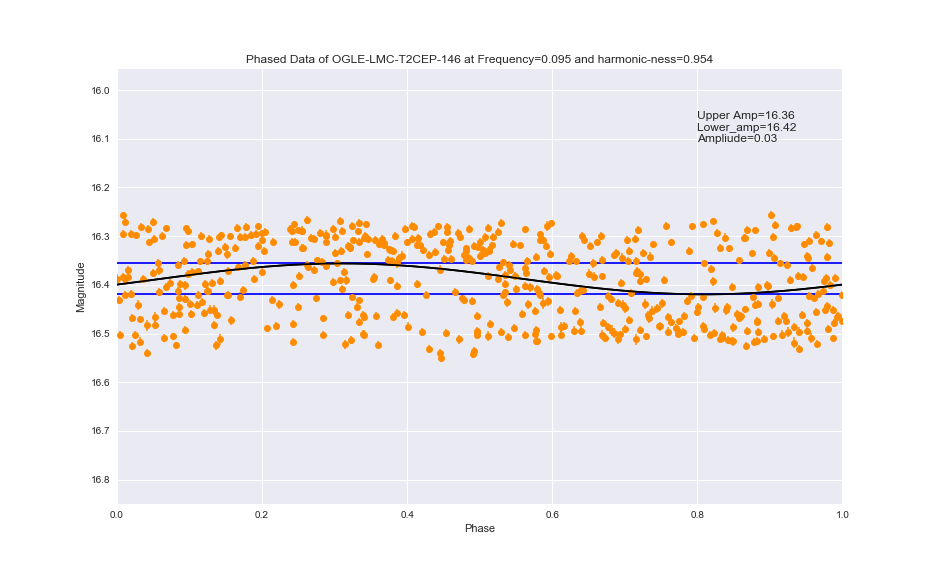 Phased Data of OGLE-LMC-T2CEP-146 at Frequency=0.095 and harmonic-ness=0.954
16.0
Upper Amp=16.36
Lower_amp=16.42
Ampliude=0.03
16.1
16.2
16.3
16.4
16.5
16.6
16.7
16.8
Magnitude
0.0 0.2 0.4 0.6 0.8 1.0
Phase